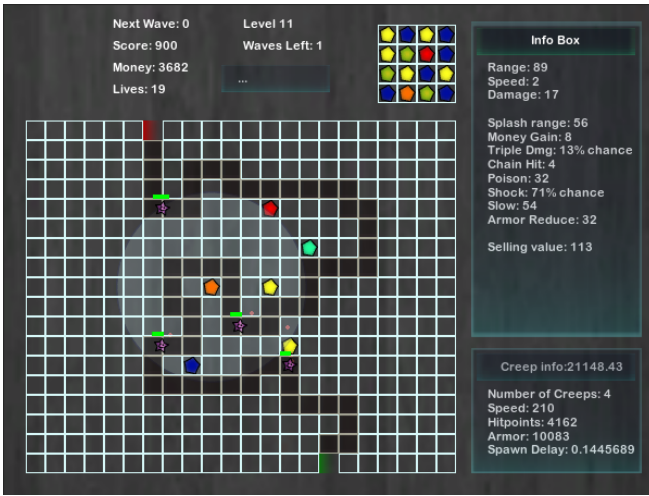 Next Wave: 0
Level 11
Score: 900
Waves Left: 1
Money: 3682
...
Lives: 19
Info Box
Range: 89
Speed: 2
Damage: 17
Splash range: 56
Money Gain: 8
Triple Dmg: 13% chance
Chain Hit: 4
Poison: 32
Shock: 71% chance
Slow: 54
Armor Reduce: 32
Selling value: 113
Creep info:21148.43
Number of Creeps: 4
Speed: 210
Hitpoints: 4162
Armor: 10083
Spawn Delay: 0.1445689